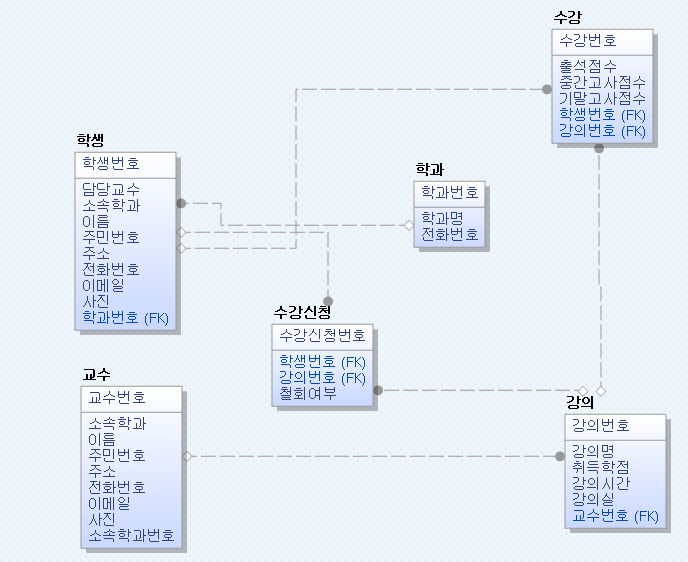 수강
수강번호
출석점수
중간고사점수
기말고사점수
학생번호 (FK)
강의번호 (FK)
학생
학생번호
담당교수
소속학과
이름
주민번호
주소
전화번호
이메일
사진
학과번호 (FK)
학과
학과번호
학과명
전화번호
수강신청
수강신청번호
학생번호 (FK)
강의번호 (FK)
철회여부
교수
교수번호
소속학과
이름
주민번호
주소
전화번호
이메일
사진
소속학과번호
강의
강의번호
강의명
취득학점
강의시간
강의실
교수번호 (FK)